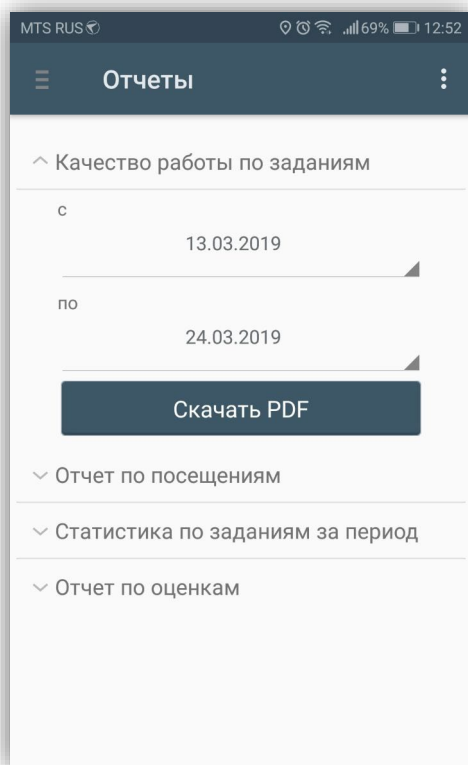 MTS RUS 69% 12:52
Отчеты
Качество работы по заданиям
с
13.03.2019
по
24.03.2019
Скачать PDF
Отчет по посещениям
Статистика по заданиям за период
Отчет по оценкам